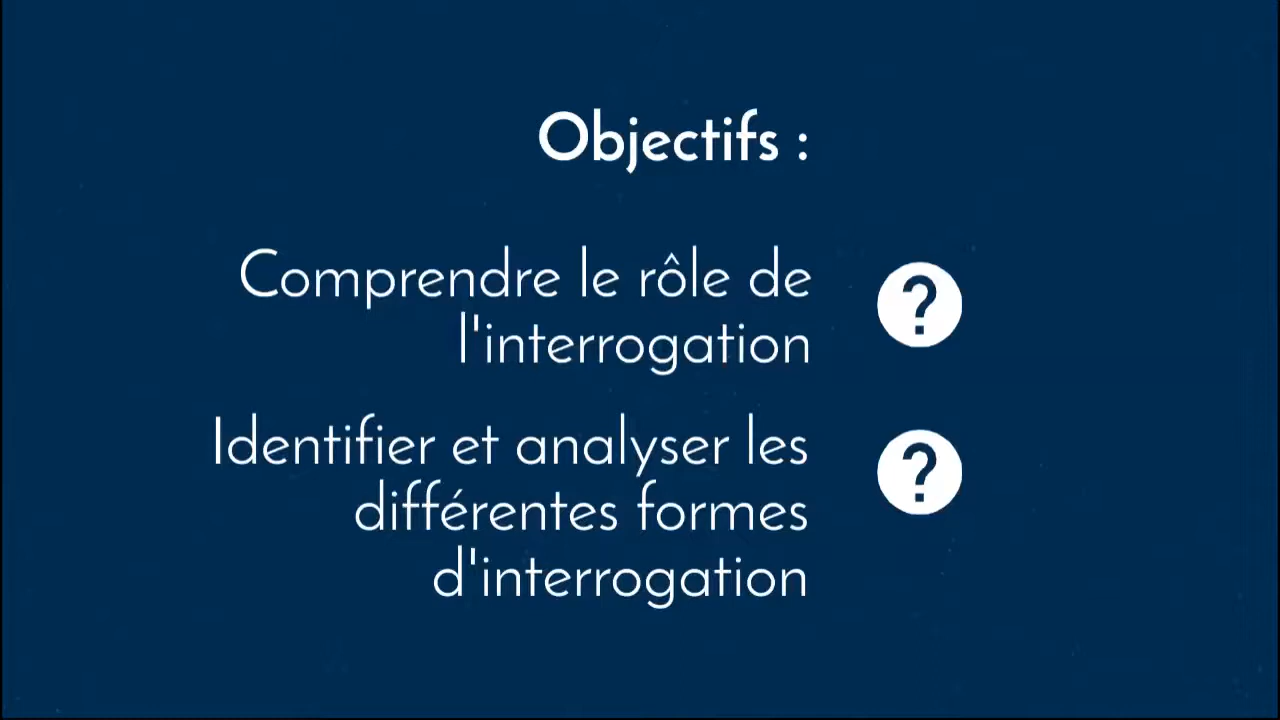 Objectifs :
Comprendre le rôle de
l'interrogation
Identifier et analyser les
différentes formes
d'interrogation